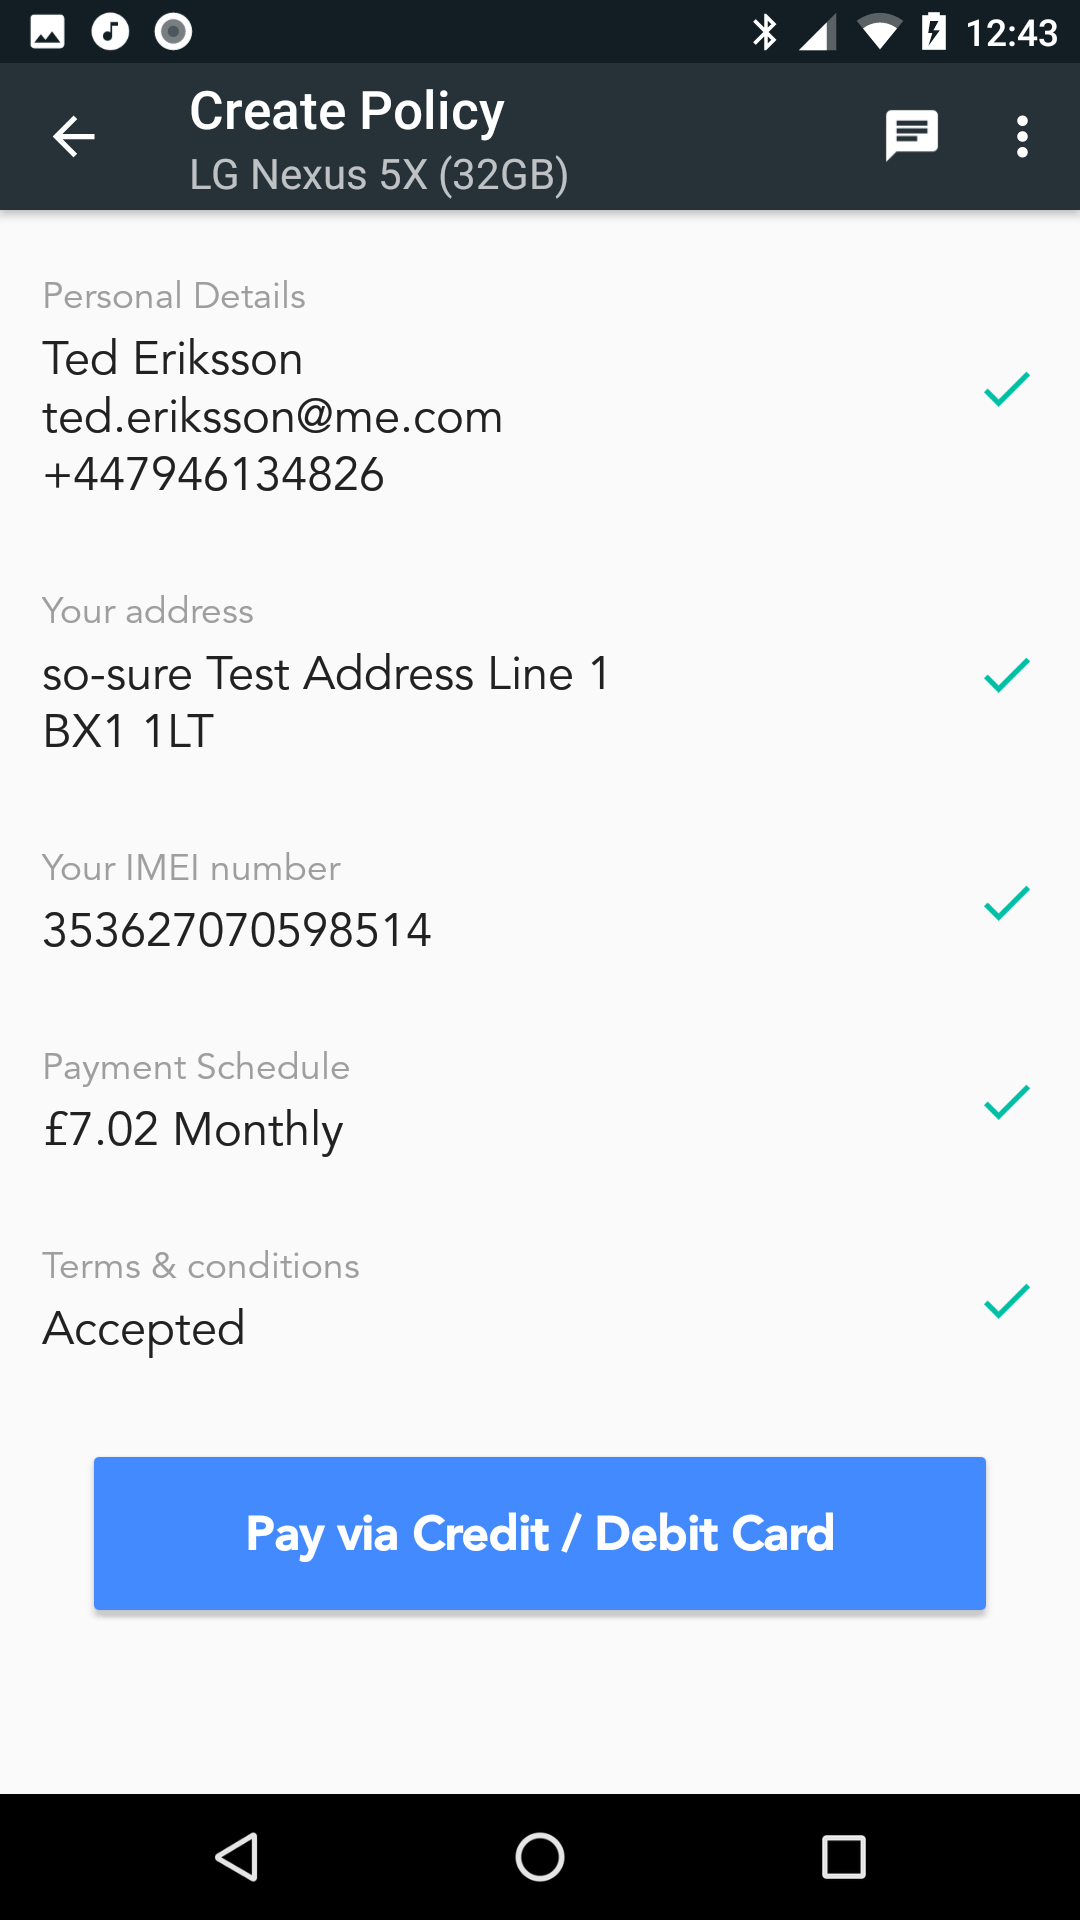 12:43
Create Policy
LG Nexus 5X (32GB)
Personal Details
Ted Eriksson
ted.eriksson@me.com
+447946134826
Your address
so-sure Test Address Line 1
BX1 1LT
Your IMEI number
353627070598514
Payment Schedule
£7.02 Monthly
Terms & conditions
Accepted
Pay via Credit / Debit Card